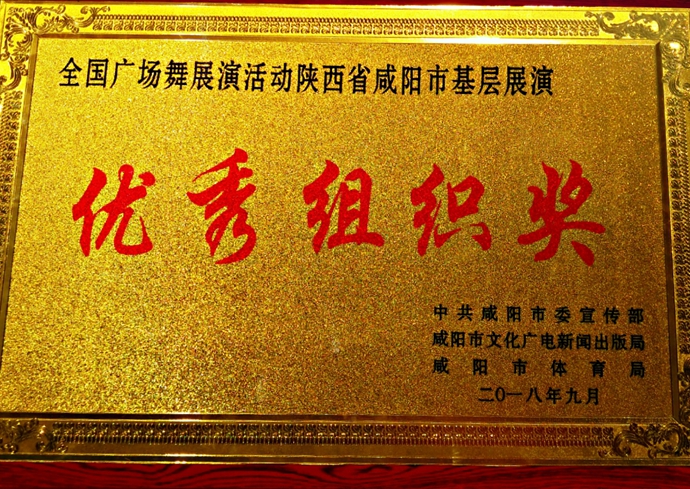 全国广场舞展演活动陕西省咸阳市基层展演
优秀组织奖
中共咸阳市委宣传部
咸阳市文化广电新闻出版局
咸阳市体育局
二〇一八年九月